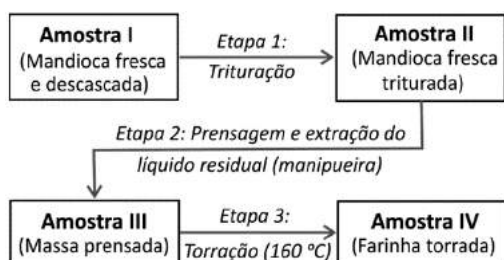 Amostra I
(Mandioca fresca
e descascada)
Etapa 1:
Trituração
Amostra II
(Mandioca fresca
triturada)
Etapa 2: Prensagem e extração do
líquido residual (manipueira)
Amostra III
(Massa prensada)
Etapa 3:
Torração (160 ºC)
Amostra IV
(Farinha torrada)